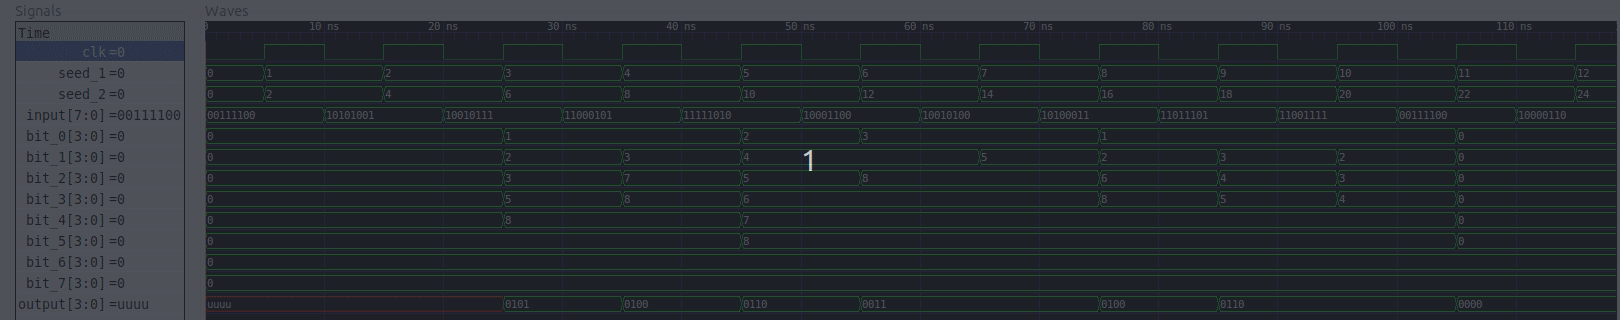 Signals Waves
Time 0 10 ns 20 ns 30 ns 40 ns 50 ns 60 ns 70 ns 80 ns 90 ns 100 ns 110 ns
clk=0
seed_1=0 0 1 2 3 4 5 6 7 8 9 10 11 12
seed_2=0 0 2 4 6 8 10 12 14 16 18 20 22 24
input[7:0]=00111100 00111100 10101001 10010111 11000101 11111010 10001100 10010100 10100011 11011101 11001111 00111100 10000110
bit_0[3:0]=0 0 1 2 3 1 0
bit_1[3:0]=0 0 2 3 4 5 2 3 2 0
1
bit_2[3:0]=0 0 3 7 5 8 6 4 3 0
bit_3[3:0]=0 0 5 8 6 8 5 4 0
bit_4[3:0]=0 0 8 7 0
bit_5[3:0]=0 0 8 0
bit_6[3:0]=0 0
bit_7[3:0]=0 0
output[3:0]=uuuu uuuu 0101 0100 0110 0011 0100 0110 0000